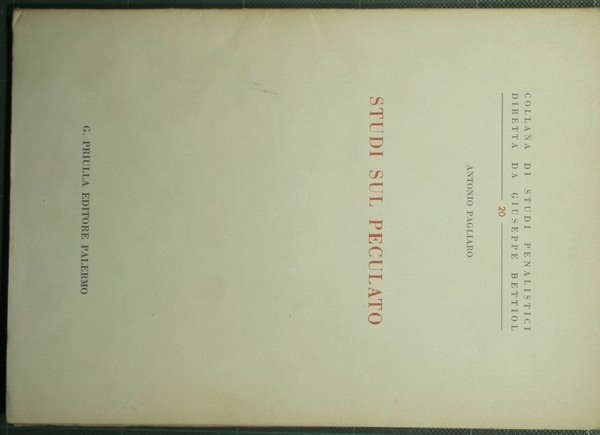 COLLANA DI STUDI PENALISTICI
DIRETTA DA GIUSEPPE BETTIOL
20
ANTONIO PAGLIARO
STUDI SUL PECULATO
G. PRIULLA EDITORE PALERMO